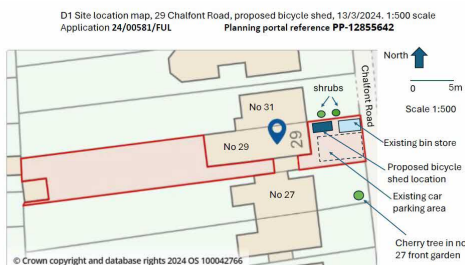 D1 Site location map, 29 Chalfont Road, proposed bicycle shed, 13/3/2024. 1:500 scale
Application 24/00581/FUL Planning portal reference PP-12855642
North
0 5m
Scale 1:500
Chalfont Road
shrubs
No 31
No 29
29
No 27
Existing bin store
Proposed bicycle
shed location
Existing car
parking area
Cherry tree in no
27 front garden
© Crown copyright and database rights 2024 OS 100042766